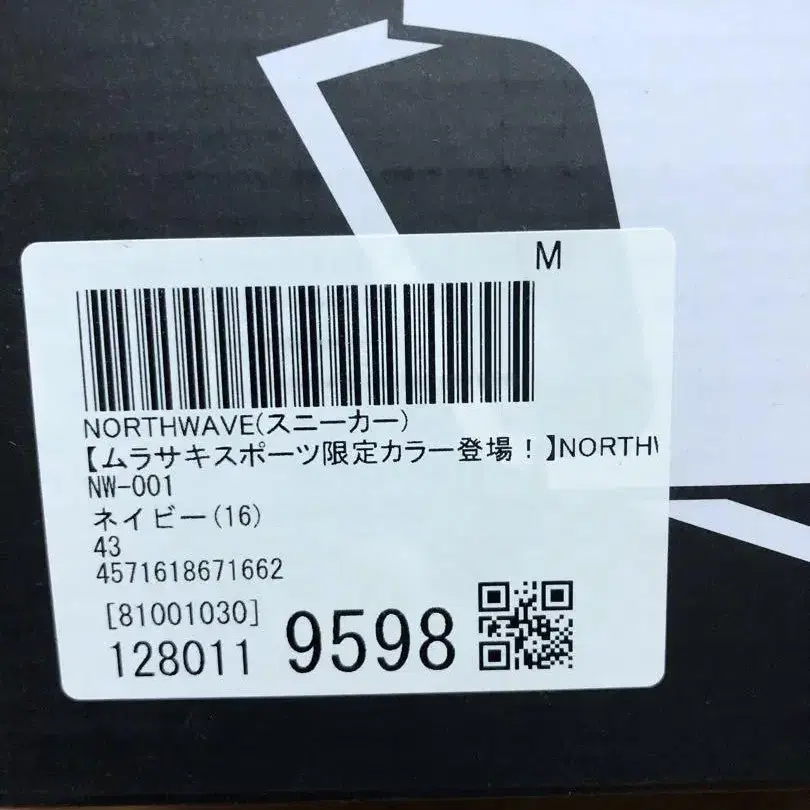 M
NORTHWAVE(スニーカー)
【ムラサキスポーツ限定カラー登場！】NORTHW
NW-001
ネイビー(16)
43
4571618671662
[81001030]
128011 9598